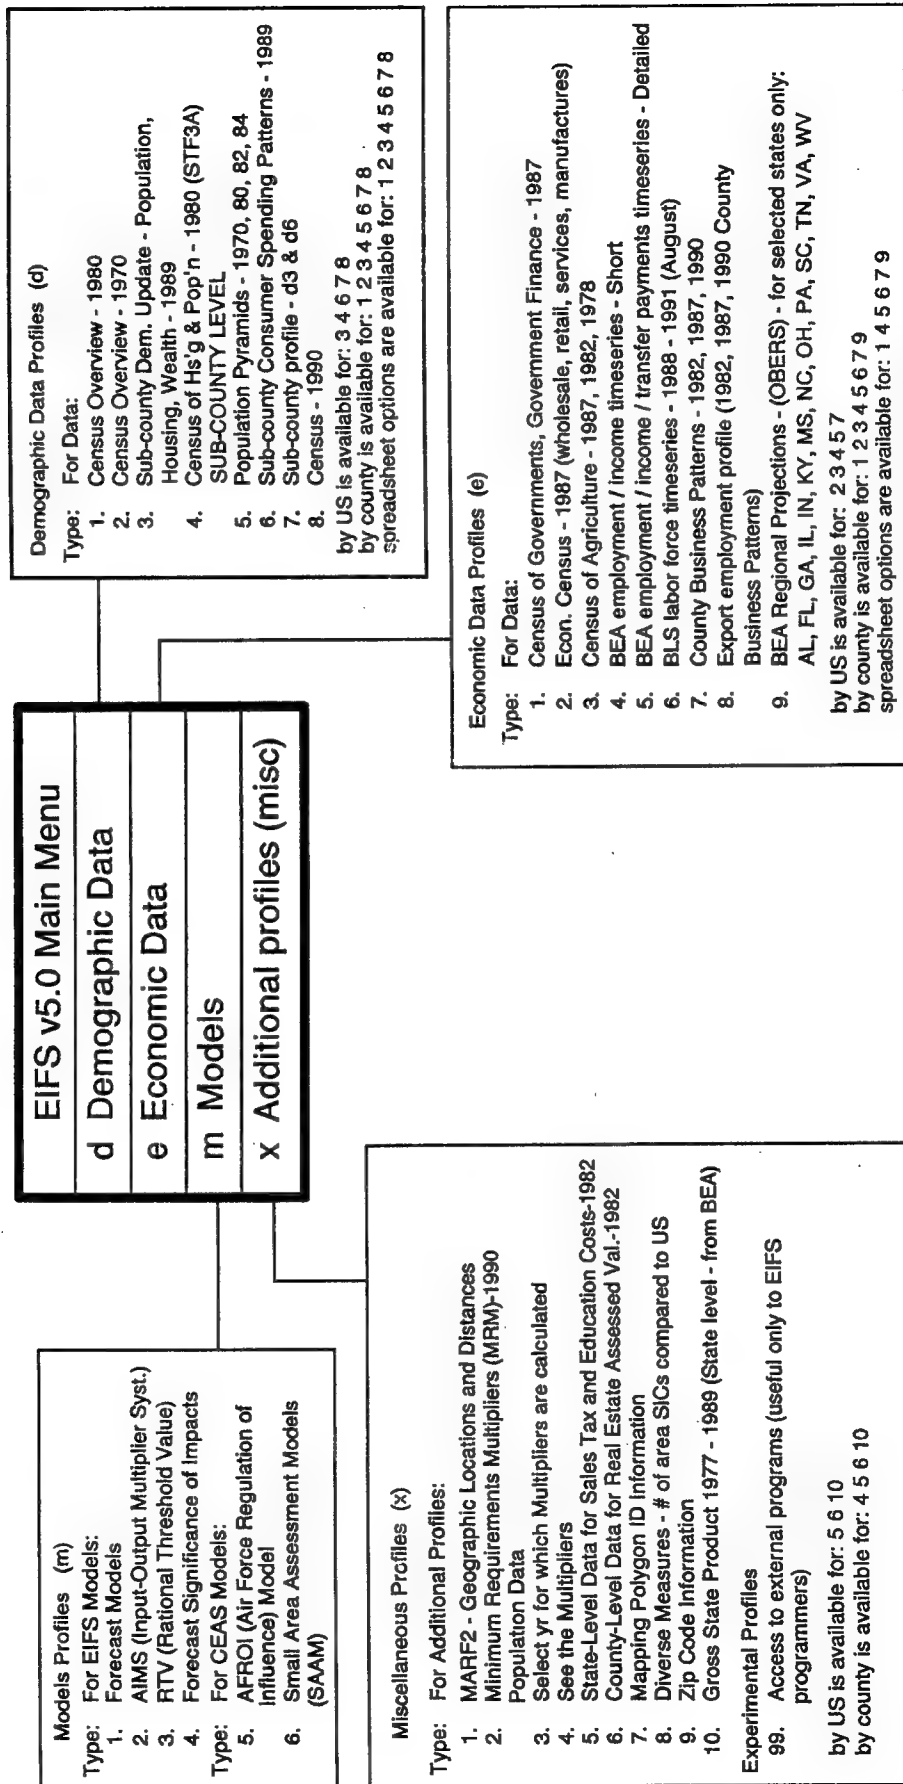 EIFS v5.0 Main Menu
d Demographic Data
e Economic Data
m Models
x Additional profiles (misc)
Models Profiles (m)
Type: For EIFS Models:
1. Forecast Models
2. AIMS (Input-Output Multiplier Syst.)
3. RTV (Rational Threshold Value)
4. Forecast Significance of Impacts
Type: For CEAS Models:
5. AFROI (Air Force Regulation of
Influence) Model
6. Small Area Assessment Models
(SAAM)
Demographic Data Profiles (d)
Type: For Data:
1. Census Overview - 1980
2. Census Overview - 1970
3. Sub-county Dem. Update - Population,
Housing, Wealth - 1989
4. Census of Hs'g & Pop'n - 1980 (STF3A)
SUB-COUNTY LEVEL
5. Population Pyramids - 1970, 80, 82, 84
6. Sub-county Consumer Spending Patterns - 1989
7. Sub-county profile - d3 & d6
8. Census - 1990
by US is available for: 3 4 6 7 8
by county is available for: 1 2 3 4 5 6 7 8
spreadsheet options are available for: 1 2 3 4 5 6 7 8
Miscellaneous Profiles (x)
Type: For Additional Profiles:
1. MARF2 - Geographic Locations and Distances
2. Minimum Requirements Multipliers (MRM)-1990
Population Data
3. Select yr for which Multipliers are calculated
4. See the Multipliers
5. State-Level Data for Sales Tax and Education Costs-1982
6. County-Level Data for Real Estate Assessed Val.-1982
7. Mapping Polygon ID Information
8. Diverse Measures - # of area SICs compared to US
9. Zip Code Information
10. Gross State Product 1977 - 1989 (State level - from BEA)
Experimental Profiles
99. Access to external programs (useful only to EIFS
programmers)
by US is available for: 5 6 10
by county is available for: 4 5 6 10
Economic Data Profiles (e)
Type: For Data:
1. Census of Governments, Government Finance - 1987
2. Econ. Census - 1987 (wholesale, retail, services, manufactures)
3. Census of Agriculture - 1987, 1982, 1978
4. BEA employment / income timeseries - Short
5. BEA employment / income / transfer payments timeseries - Detailed
6. BLS labor force timeseries - 1988 - 1991 (August)
7. County Business Patterns - 1982, 1987, 1990
8. Export employment profile (1982, 1987, 1990 County
Business Patterns)
9. BEA Regional Projections - (OBERS) - for selected states only:
AL, FL, GA, IL, IN, KY, MS, NC, OH, PA, SC, TN, VA, WV
by US is available for: 2 3 4 5 7
by county is available for: 1 2 3 4 5 6 7 9
spreadsheet options are available for: 1 4 5 6 7 9